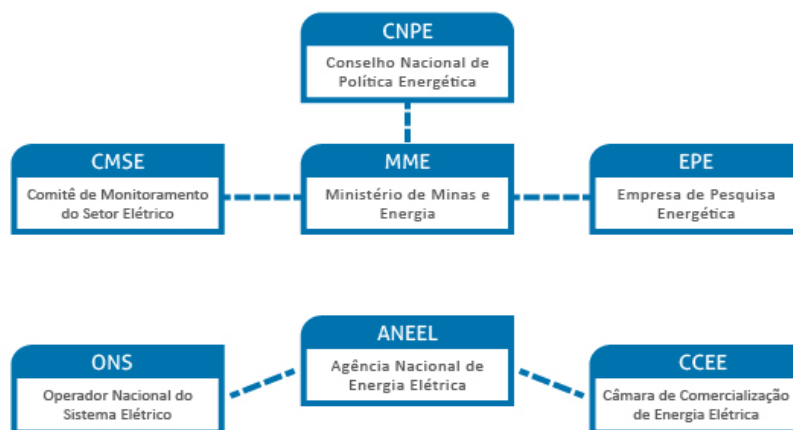 CNPE
Conselho Nacional de
Política Energética
CMSE
Comitê de Monitoramento
do Setor Elétrico
MME
Ministério de Minas e
Energia
EPE
Empresa de Pesquisa
Energética
ONS
Operador Nacional do
Sistema Elétrico
ANEEL
Agência Nacional de
Energia Elétrica
CCEE
Câmara de Comercialização
de Energia Elétrica